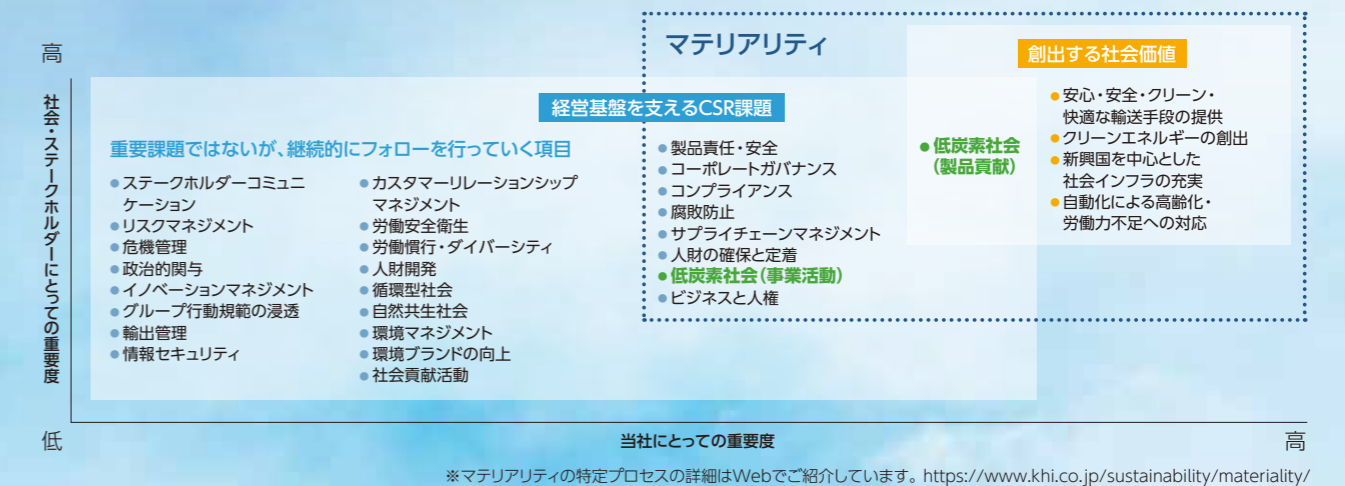 マテリアリティ
高
創出する社会価値
経営基盤を支えるCSR課題
社会・ステークホルダーにとっての重要度
重要課題ではないが、継続的にフォローを行っていく項目
●ステークホルダーコミュニ
ケーション
●リスクマネジメント
●危機管理
●政治的関与
●イノベーションマネジメント
●グループ行動規範の浸透
●輸出管理
●情報セキュリティ
●カスタマーリレーションシップ
マネジメント
●労働安全衛生
●労働慣行・ダイバーシティ
●人財開発
●循環型社会
●自然共生社会
●環境マネジメント
●環境ブランドの向上
●社会貢献活動
●製品責任・安全
●コーポレートガバナンス
●コンプライアンス
●腐敗防止
●サプライチェーンマネジメント
●人財の確保と定着
●低炭素社会(事業活動)
●ビジネスと人権
●低炭素社会
(製品貢献)
●安心・安全・クリーン・
快適な輸送手段の提供
●クリーンエネルギーの創出
●新興国を中心とした
社会インフラの充実
●自動化による高齢化・
労働力不足への対応
低
当社にとっての重要度
高
※マテリアリティの特定プロセスの詳細はWebでご紹介しています。https://www.khi.co.jp/sustainability/materiality/